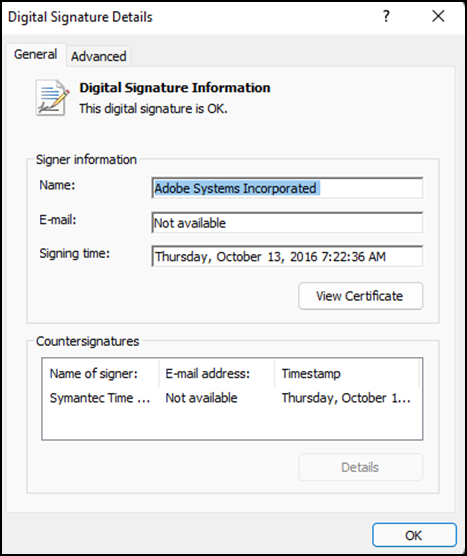 Digital Signature Details ?
General Advanced
Digital Signature Information
This digital signature is OK.
Signer information
Name: Adobe Systems Incorporated
E-mail: Not available
Signing time: Thursday, October 13, 2016 7:22:36 AM
View Certificate
Countersignatures
Name of signer: E-mail address: Timestamp
Symantec Time ... Not available Thursday, October 1...
Details
OK